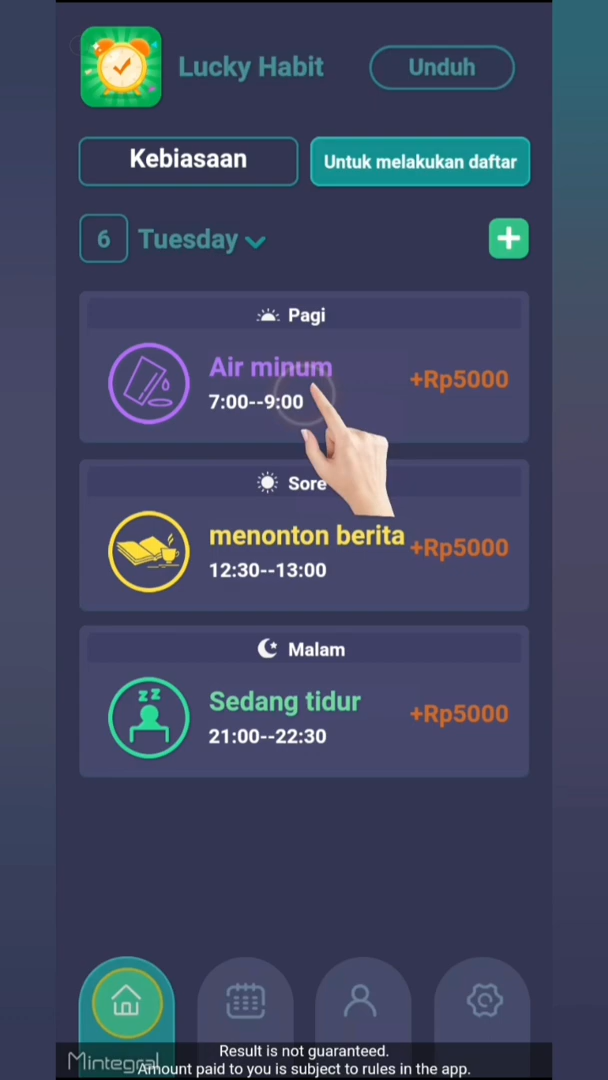 Lucky Habit
Unduh
Kebiasaan
Untuk melakukan daftar
6 Tuesday
Pagi
Air minum
7:00--9:00
+Rp5000
Sore
menonton berita
12:30--13:00
+Rp5000
Malam
zz
Sedang tidur
21:00--22:30
+Rp5000
Mintegral
Result is not guaranteed.
Amount paid to you is subject to rules in the app.